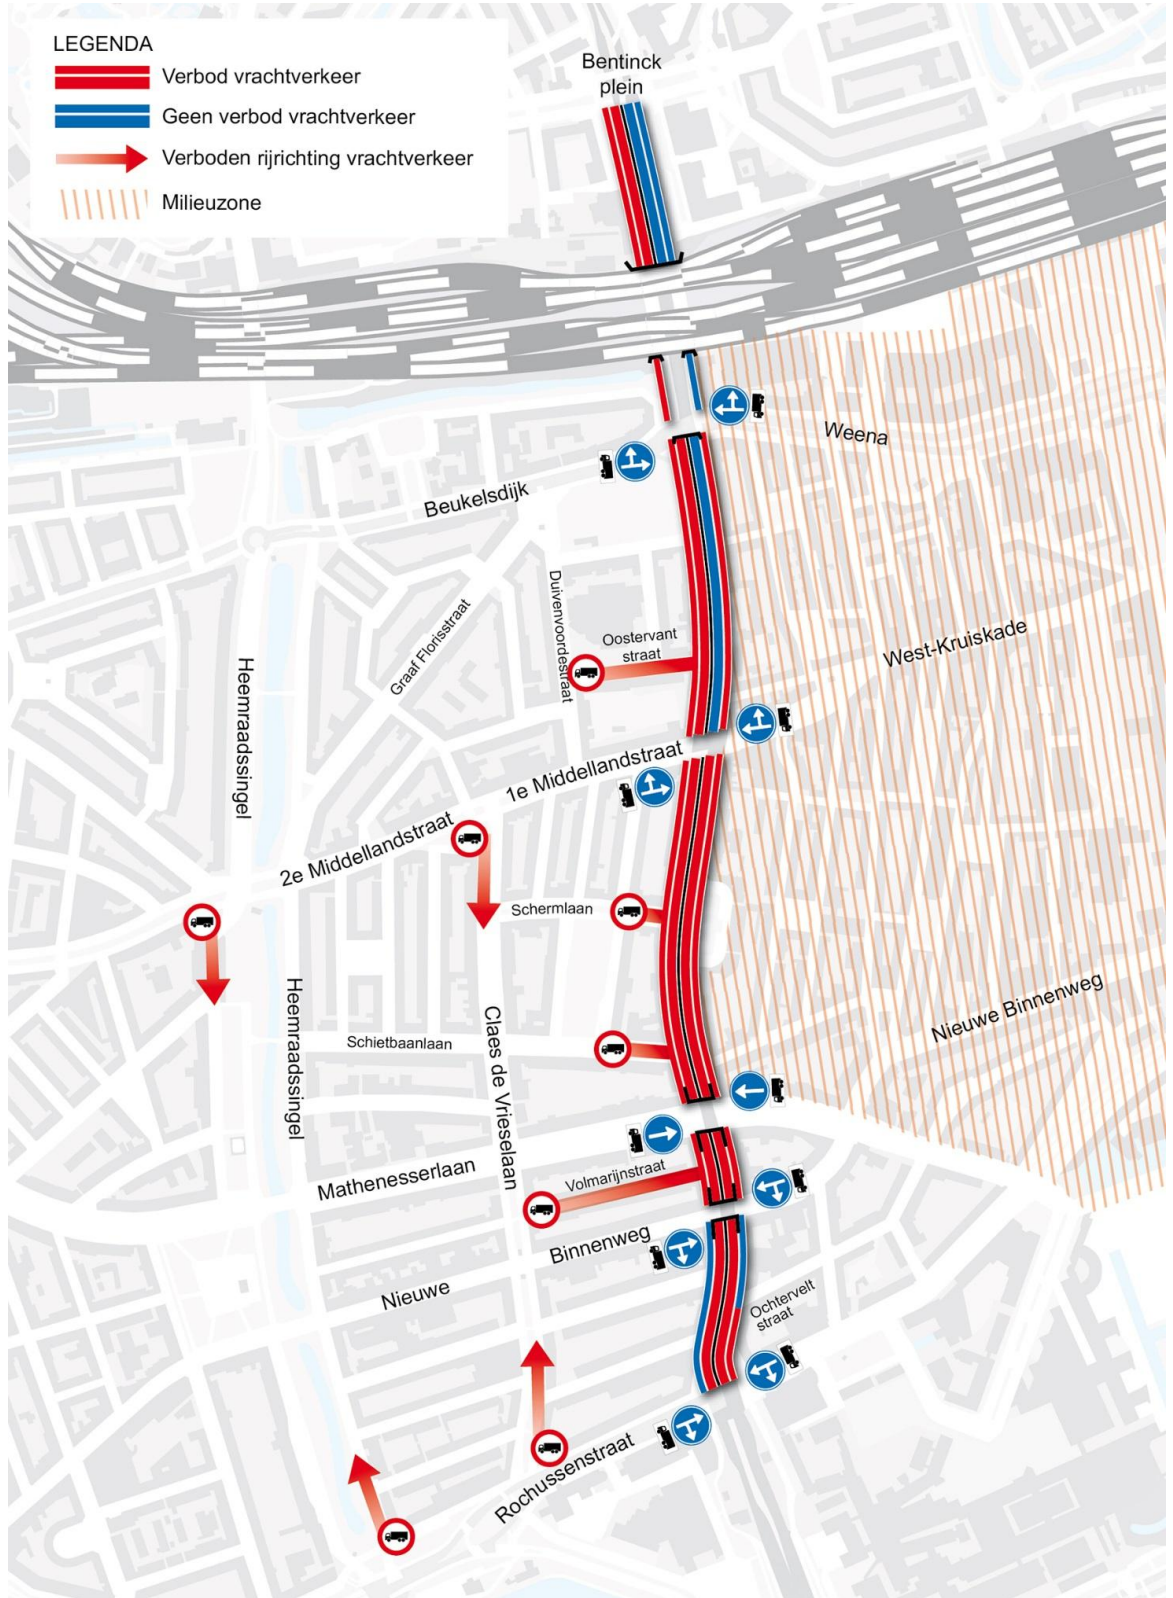 LEGENDA
Verbod vrachtverkeer
Geen verbod vrachtverkeer
Verboden rijrichting vrachtverkeer
Milieuzone
Bentinck
plein
Weena
Beukelsdijk
Duivenvoordestraat
Graaf Florisstraat
Oostervant
straat
West-Kruiskade
Heemraadssingel
1e Middellandstraat
2e Middellandstraat
Schermlaan
Heemraadssingel
Claes de Vrieselaan
Schietbaanlaan
Nieuwe Binnenweg
Mathenesserlaan
Volmarijnstraat
Nieuwe
Binnenweg
Ochtervelt
straat
Rochussenstraat